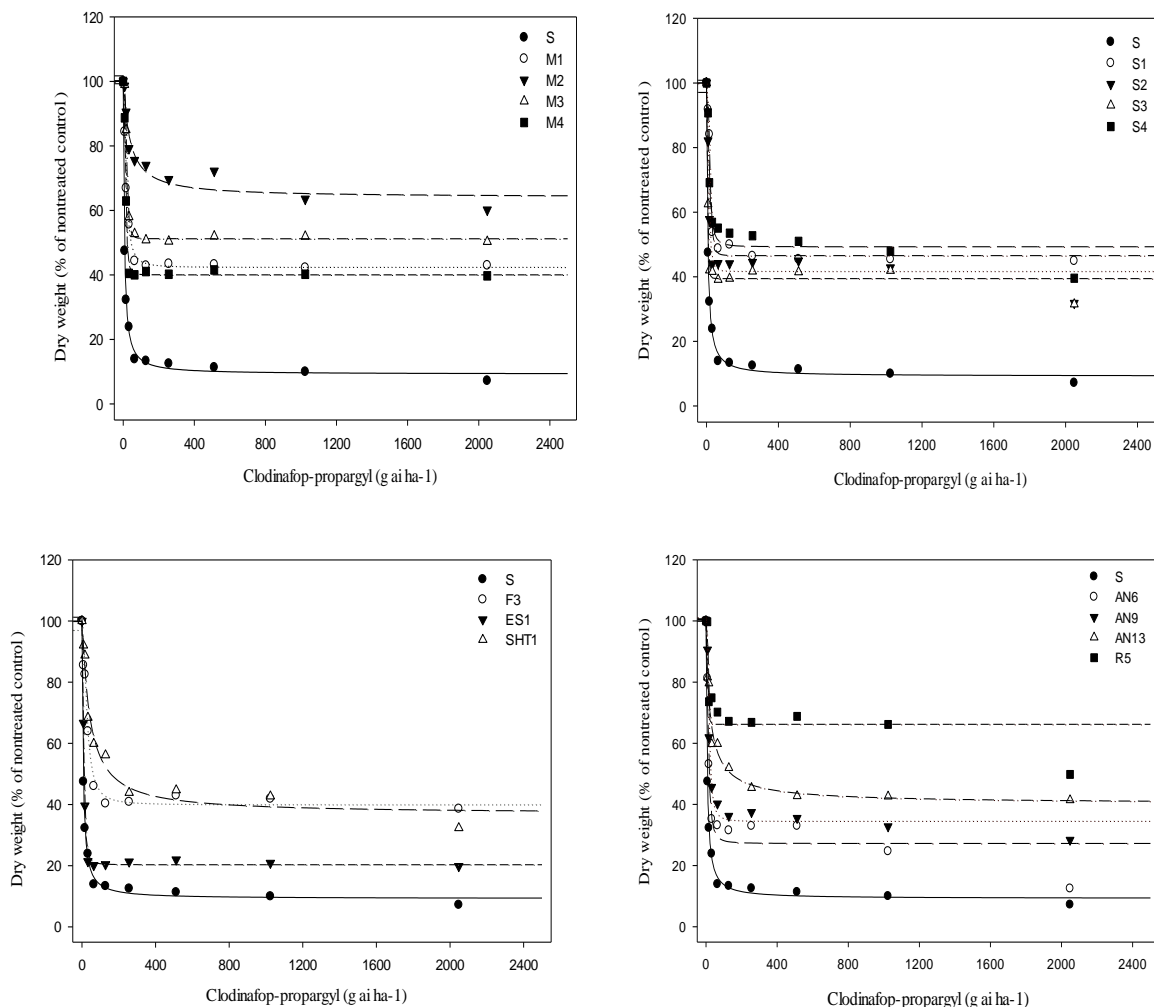 120
100
80
60
40
20
0
Dry weight (% of nontreated control )
S
M1
M2
M3
M4
0 400 800 1200 1600 2000 2400
Clodinafop-propargyl (g ai ha-1)
120
100
80
60
40
20
0
Dry weight (% of nontreated control )
S
S1
S2
S3
S4
0 400 800 1200 1600 2000 2400
Clodinafop-propargyl (g ai ha-1)
120
100
80
60
40
20
0
Dry weight (% of nontreated control )
S
F3
ES1
SHT1
0 400 800 1200 1600 2000 2400
Clodinafop-propargyl (g ai ha-1)
120
100
80
60
40
20
0
Dry weight (% of nontreated control )
S
AN6
AN9
AN13
R5
0 400 800 1200 1600 2000 2400
Clodinafop-propargyl (g ai ha-1)